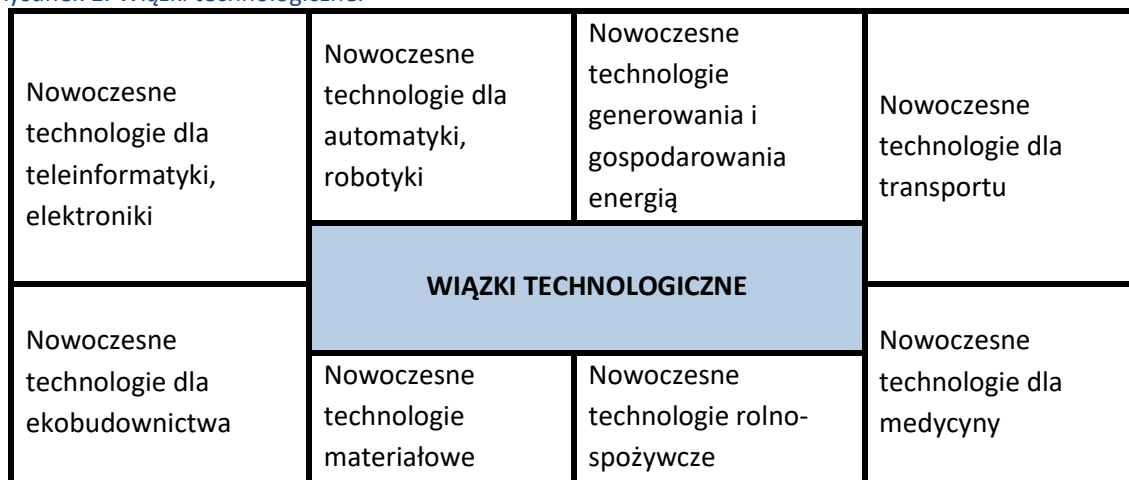 Nowoczesne
technologie dla
teleinformatyki,
elektroniki
Nowoczesne
technologie dla
automatyki,
robotyki
Nowoczesne
technologie
generowania i
gospodarowania
energią
Nowoczesne
technologie dla
transportu
WIĄZKI TECHNOLOGICZNE
Nowoczesne
technologie dla
ekobudownictwa
Nowoczesne
technologie
materiałowe
Nowoczesne
technologie rolno-
spożywcze
Nowoczesne
technologie dla
medycyny